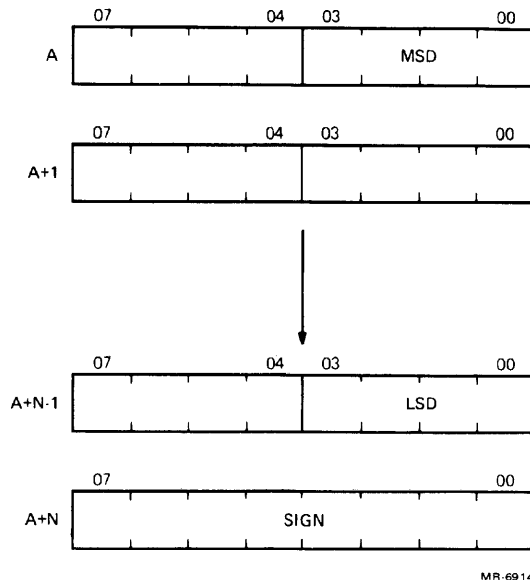 07 04 03 00
A MSD
07 04 03 00
A+1
07 04 03 00
A+N-1 LSD
07 00
A+N SIGN
MR-6914